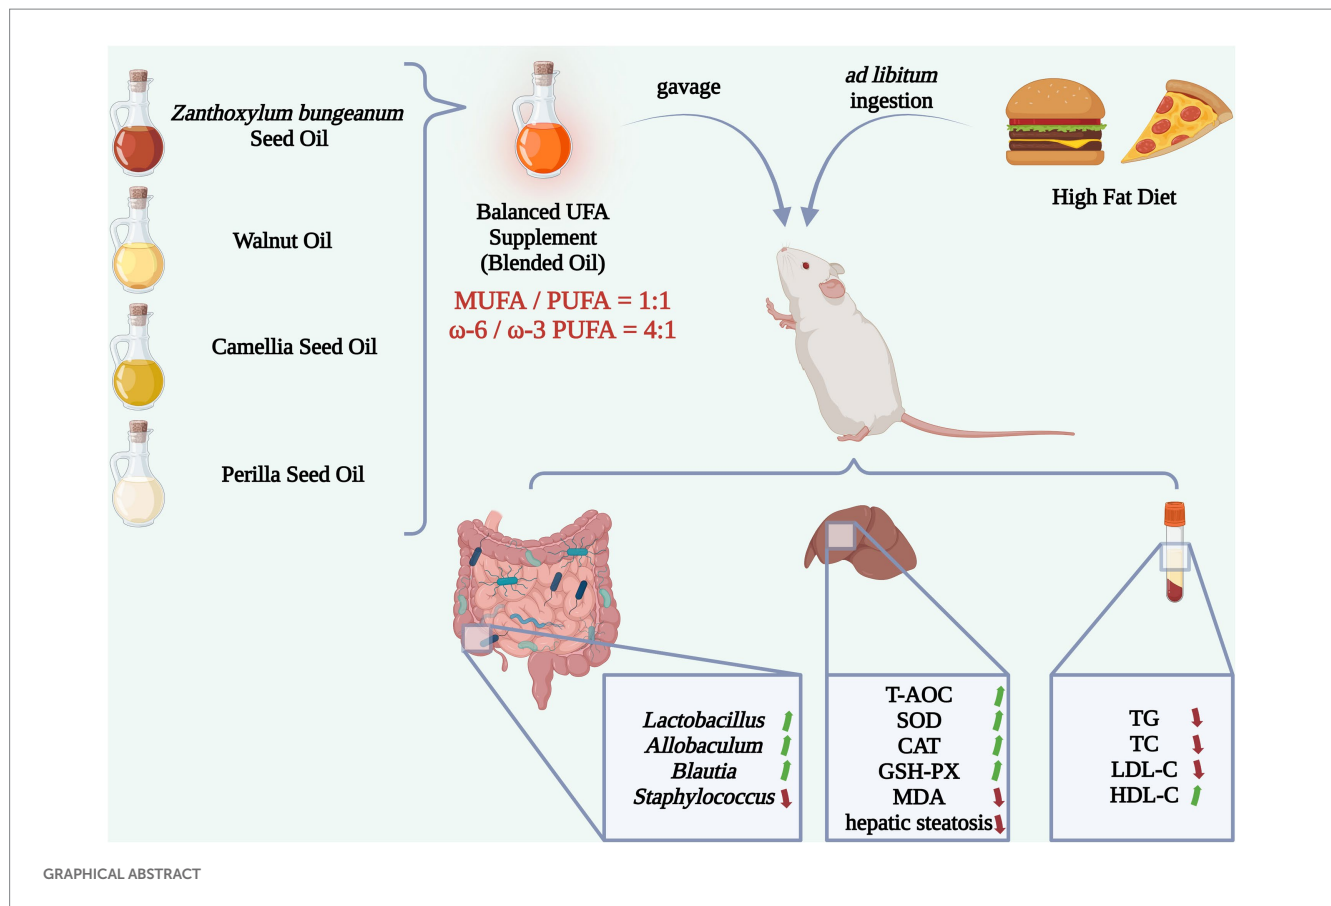 Zanthoxylum bungeanum
Seed Oil
Walnut Oil
Camellia Seed Oil
Perilla Seed Oil
Balanced UFA
Supplement
(Blended Oil)
MUFA / PUFA = 1:1
ω-6 / ω-3 PUFA = 4:1
gavage
ad libitum
ingestion
High Fat Diet
Lactobacillus
Allobaculum
Blautia
Staphylococcus
T-AOC
SOD
CAT
GSH-PX
MDA
hepatic steatosis
TG
TC
LDL-C
HDL-C
GRAPHICAL ABSTRACT